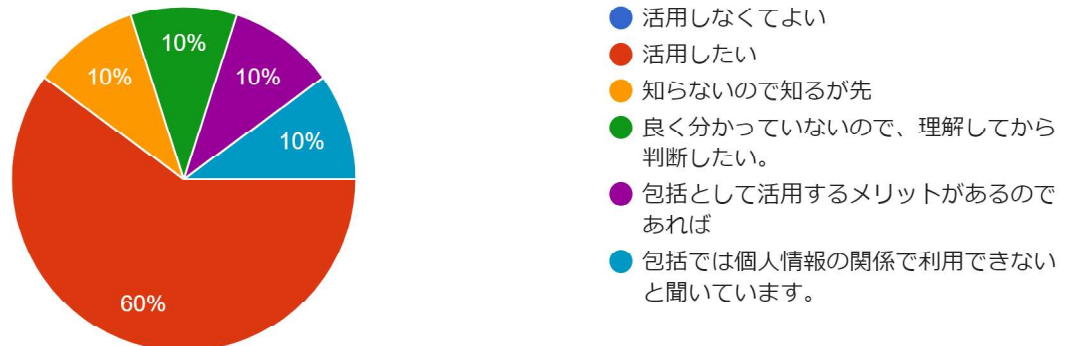 10%
10%
10%
10%
60%
活用しなくてよい
活用したい
知らないので知るが先
良く分かっていないので、理解してから
判断したい。
包括として活用するメリットがあるので
あれば
包括では個人情報の関係で利用できない
と聞いています。